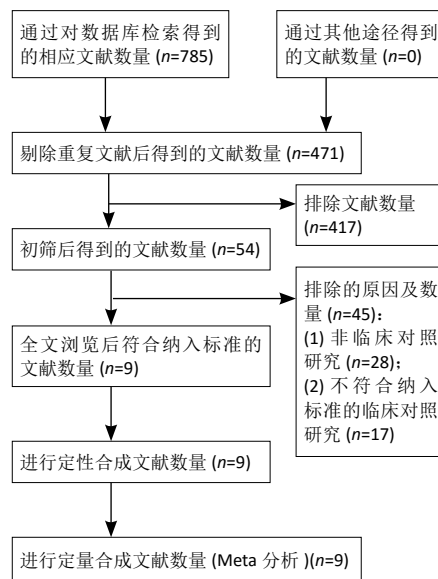 通过对数据库检索得到
的相应文献数量 (n=785)
通过其他途径得到
的文献数量 (n=0)
剔除重复文献后得到的文献数量 (n=471)
排除文献数量
(n=417)
初筛后得到的文献数量 (n=54)
排除的原因及数
量 (n=45)：
(1) 非临床对照
研究 (n=28)；
(2) 不符合纳入
标准的临床对照
研究 (n=17)
全文浏览后符合纳入标准的
文献数量 (n=9)
进行定性合成文献数量 (n=9)
进行定量合成文献数量 (Meta 分析 )(n=9)